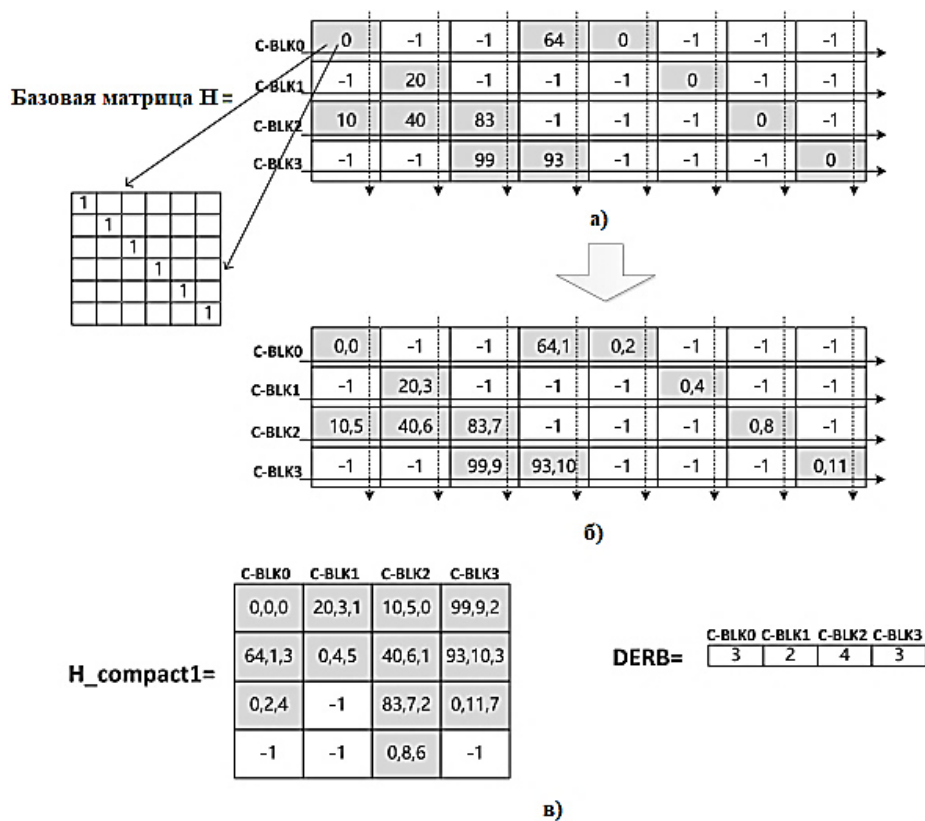 C-BLK0 0 -1 -1 64 0 -1 -1 -1
C-BLK1 -1 20 -1 -1 -1 0 -1 -1
Базовая матрица H =
C-BLK2 10 40 83 -1 -1 -1 0 -1
C-BLK3 -1 -1 99 93 -1 -1 -1 0
1
1
1
1
1
1
а)
C-BLK0 0,0 -1 -1 64,1 0,2 -1 -1 -1
C-BLK1 -1 20,3 -1 -1 -1 0,4 -1 -1
C-BLK2 10,5 40,6 83,7 -1 -1 -1 0,8 -1
C-BLK3 -1 -1 99,9 93,10 -1 -1 -1 0,11
б)
C-BLK0 C-BLK1 C-BLK2 C-BLK3
0,0,0 20,3,1 10,5,0 99,9,2
64,1,3 0,4,5 40,6,1 93,10,3
H_compact1=
0,2,4 -1 83,7,2 0,11,7
-1 -1 0,8,6 -1
C-BLK0 C-BLK1 C-BLK2 C-BLK3
DERB= 3 2 4 3
в)